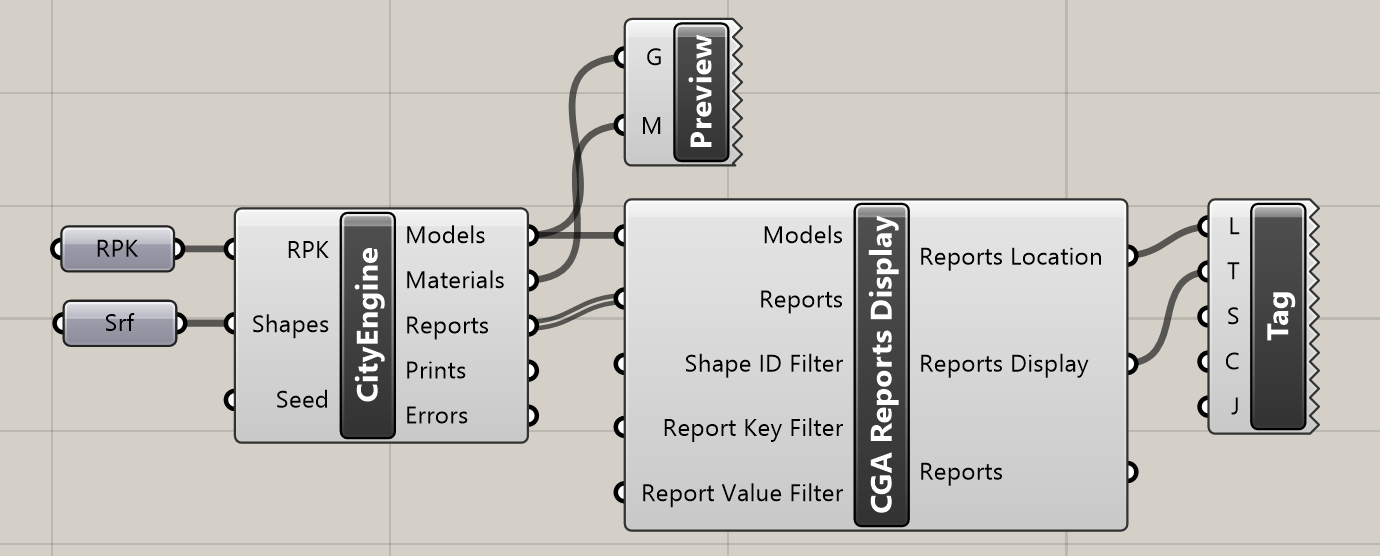 G
M
Preview
RPK
Srf
RPK
Shapes
Seed
CityEngine
Models
Materials
Reports
Prints
Errors
Models
Reports
Shape ID Filter
Report Key Filter
Report Value Filter
CGA Reports Display
Reports Location
Reports Display
Reports
L
T
S
C
J
Tag